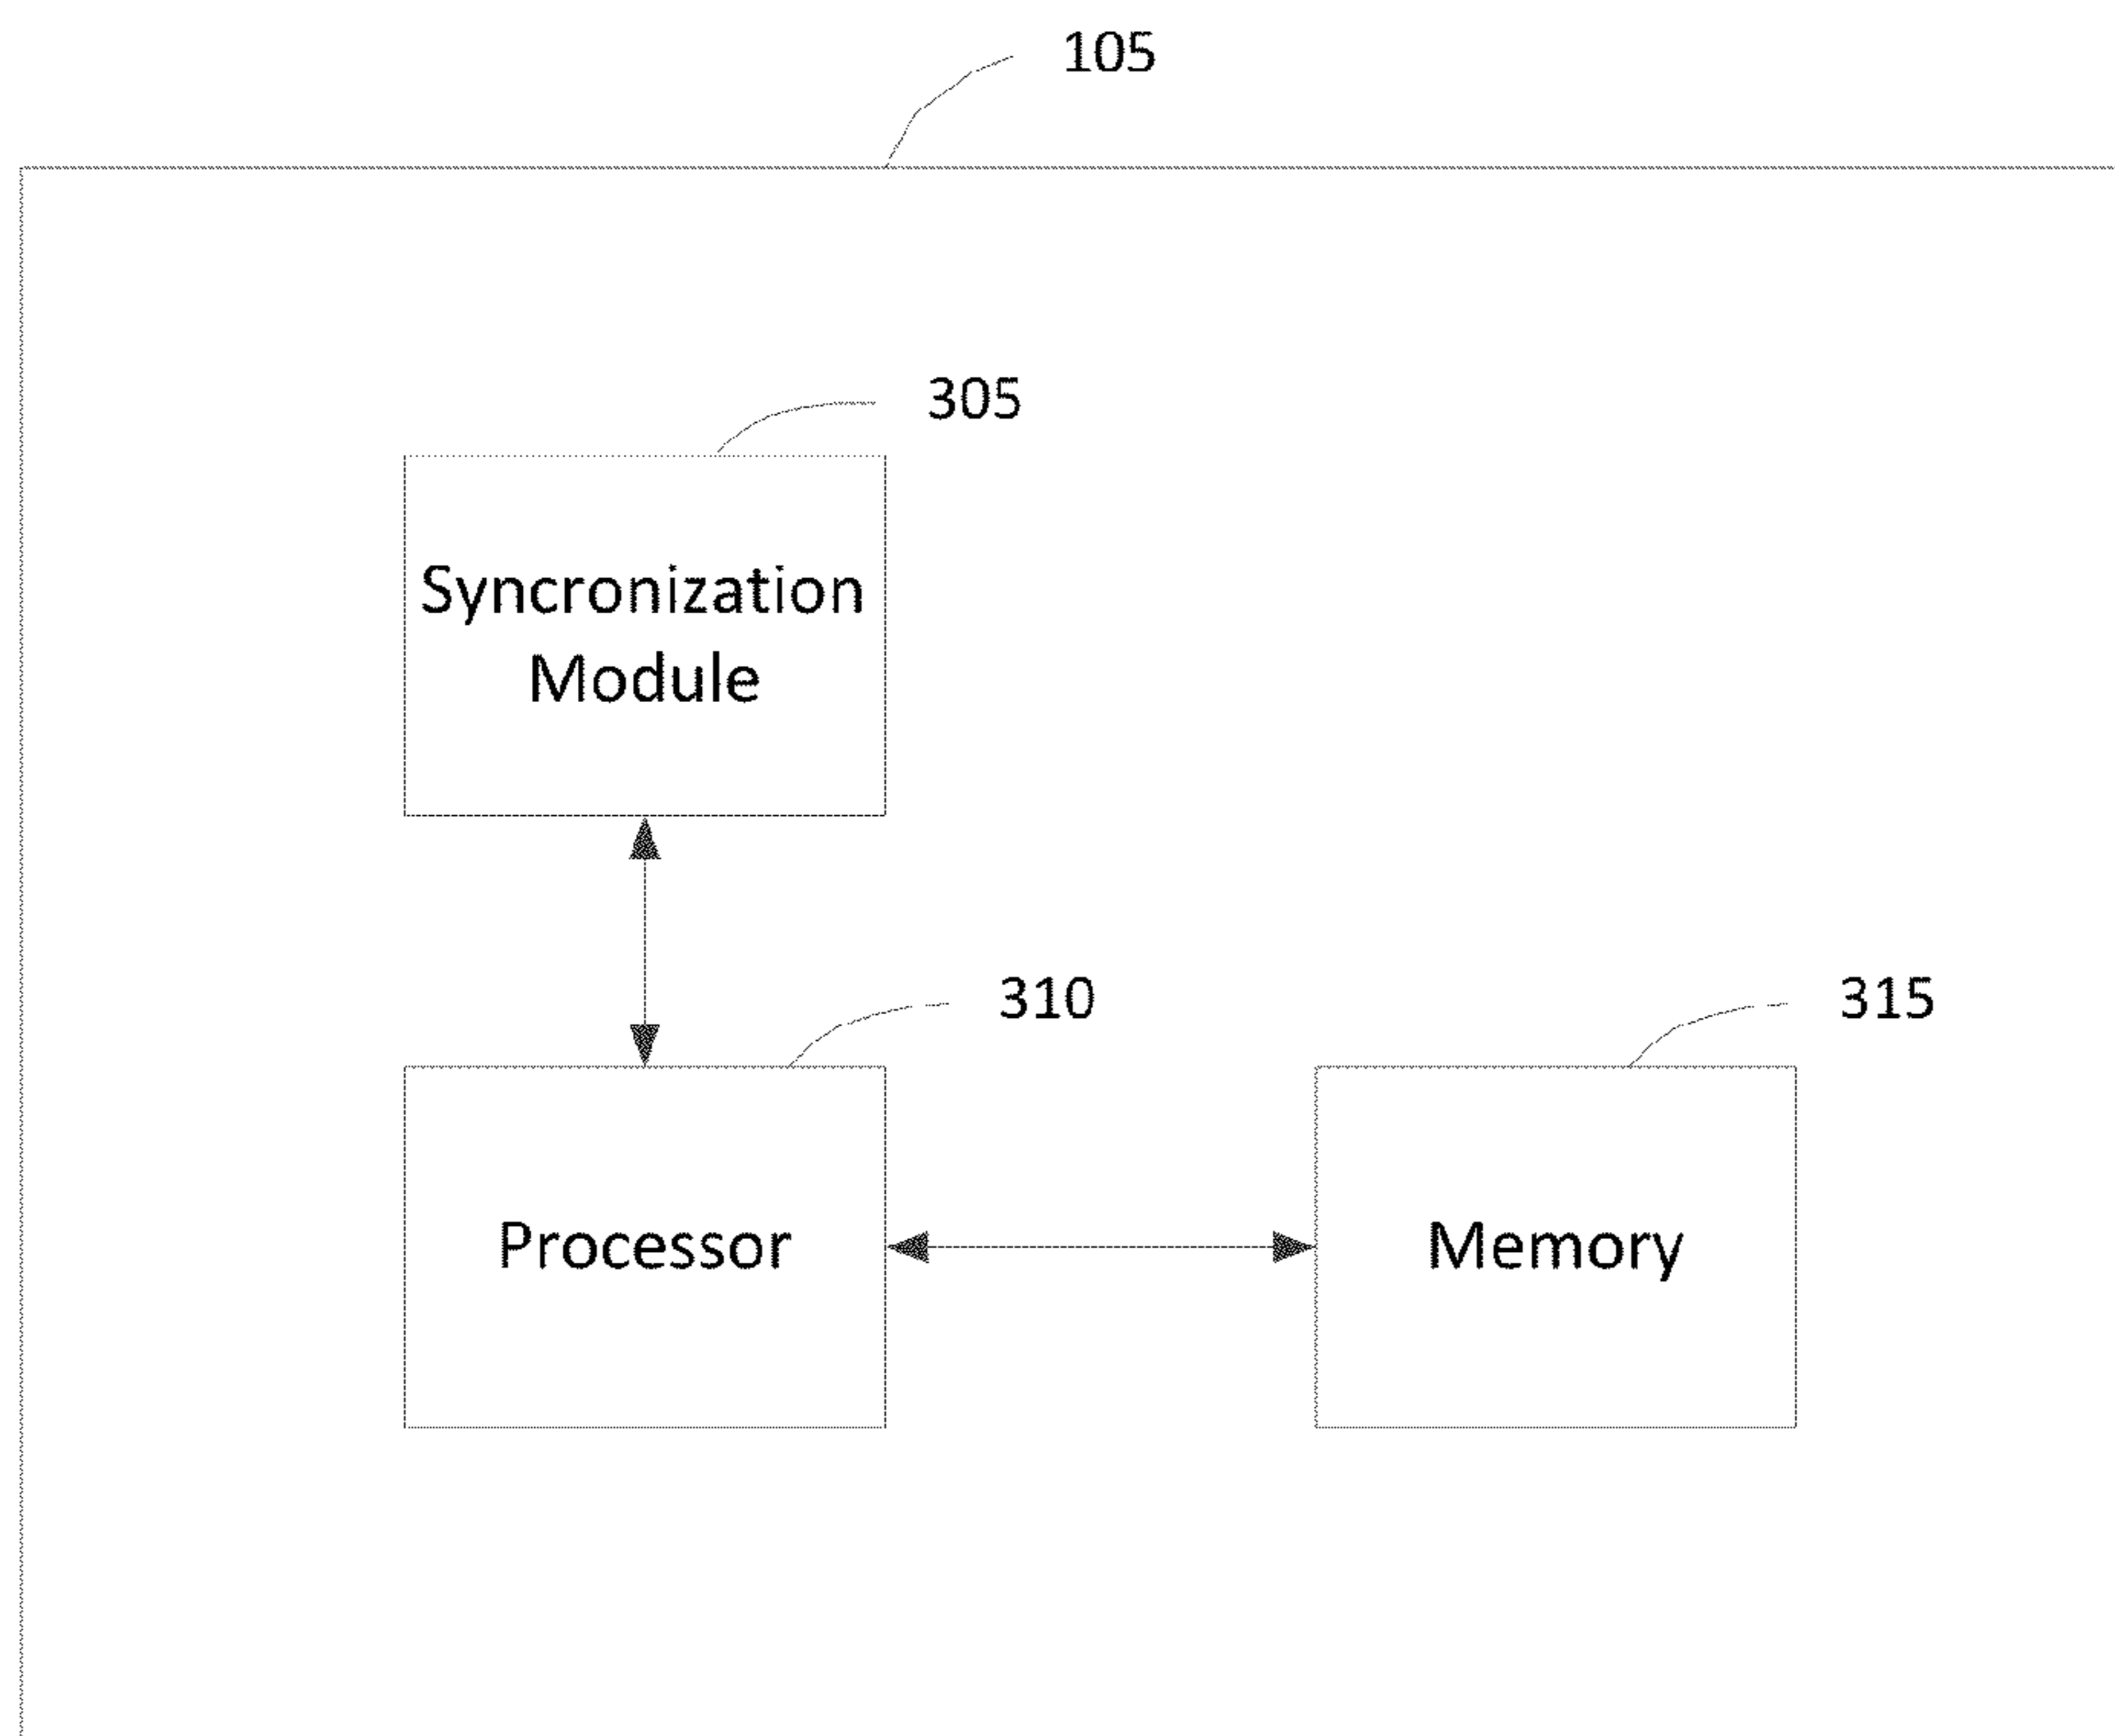 105
305
Syncronization
Module
310
315
Processor
Memory